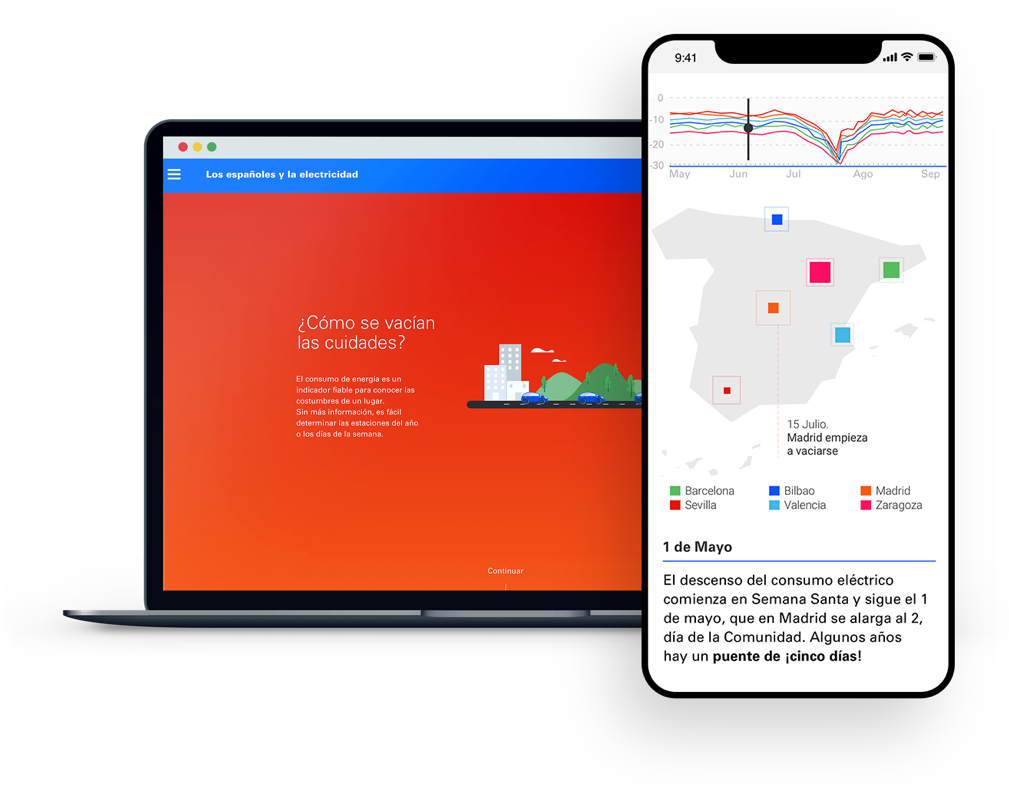 Los españoles y la electricidad
¿Cómo se vacían
las cuidades?
El consumo de energía es un
indicador fiable para conocer las
costumbres de un lugar.
Sin más información, es fácil
determinar las estaciones del año
o los días de la semana.
Continuar
9:41
0
-10
-20
-30
May Jun Jul Ago Sep
15 Julio.
Madrid empieza
a vaciarse
Barcelona Bilbao Madrid
Sevilla Valencia Zaragoza
1 de Mayo
El descenso del consumo eléctrico
comienza en Semana Santa y sigue el 1
de mayo, que en Madrid se alarga al 2,
día de la Comunidad. Algunos años
hay un puente de ¡cinco días!